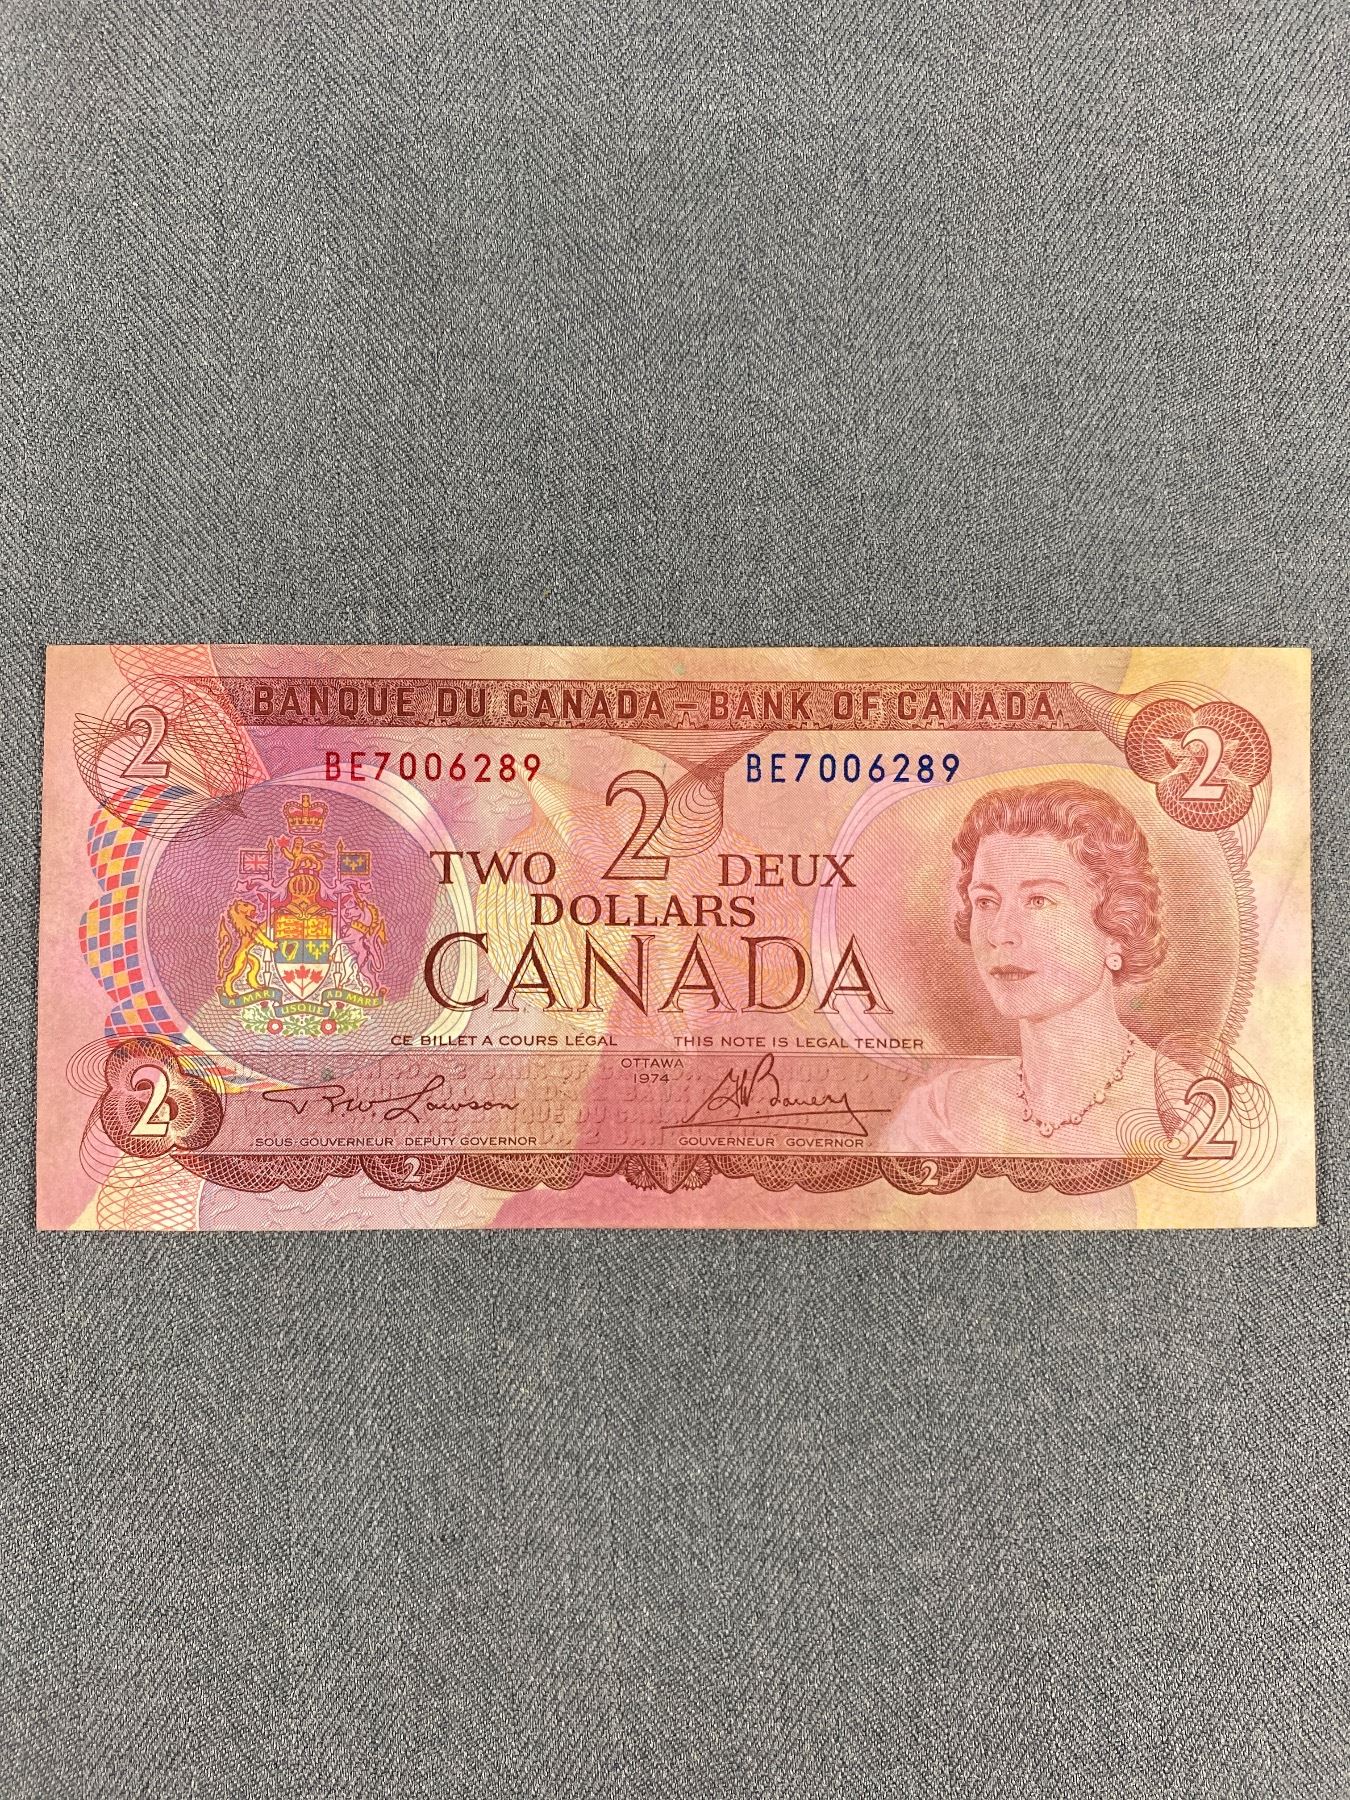 BANQUE DU CANADA – BANK OF CANADA
2
2
BE7006289 BE7006289
2
TWO DEUX
DOLLARS
CANADA
A MARI USQUE AD MARE
CE BILLET A COURS LÉGAL THIS NOTE IS LEGAL TENDER
OTTAWA
1974
2
2
SOUS-GOUVERNEUR DEPUTY GOVERNOR GOUVERNEUR GOVERNOR
2
2